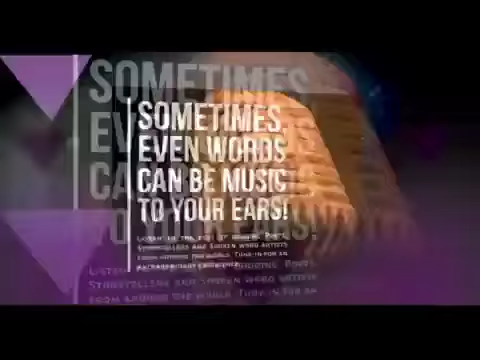 SOMETIMES,
EVEN WORDS
CAN BE MUSIC
TO YOUR EARS!
STORYTELLERS AND SPOKEN WORD ARTISTS
FROM AROUND THE WORLD. TUNE-IN FOR AN